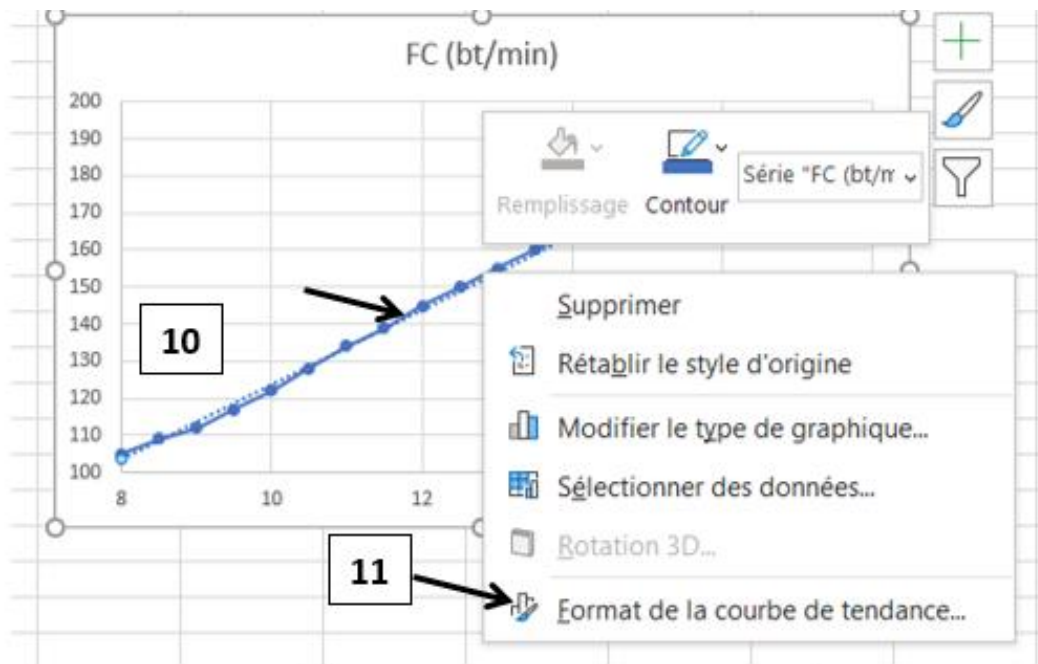 FC (bt/min)
200
190
180
170
160
150
140
130
120
110
100
8
10
12
Remplissage
Contour
Série "FC (bt/m
10
Supprimer
Rétablir le style d'origine
Modifier le type de graphique...
Sélectionner des données...
Rotation 3D...
11
Format de la courbe de tendance...